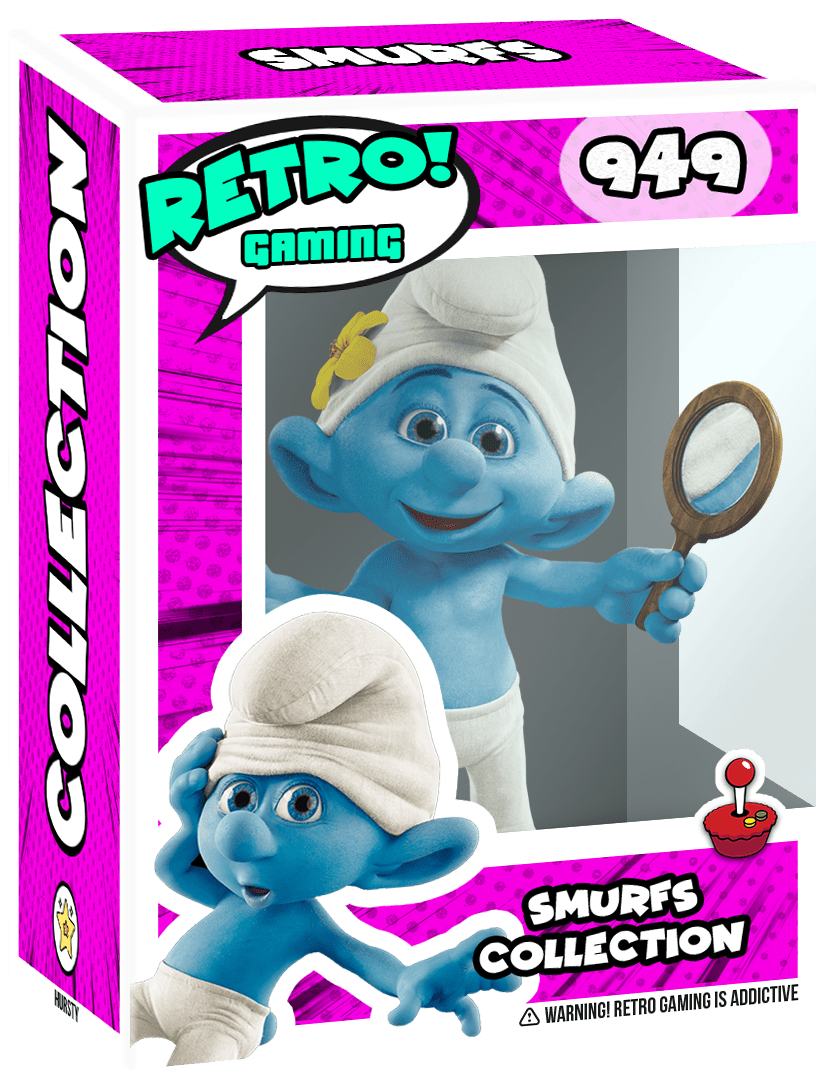 SMURFS
RETRO!
GAMING
949
COLLECTION
SMURFS
COLLECTION
WARNING! RETRO GAMING IS ADDICTIVE
HURSTY